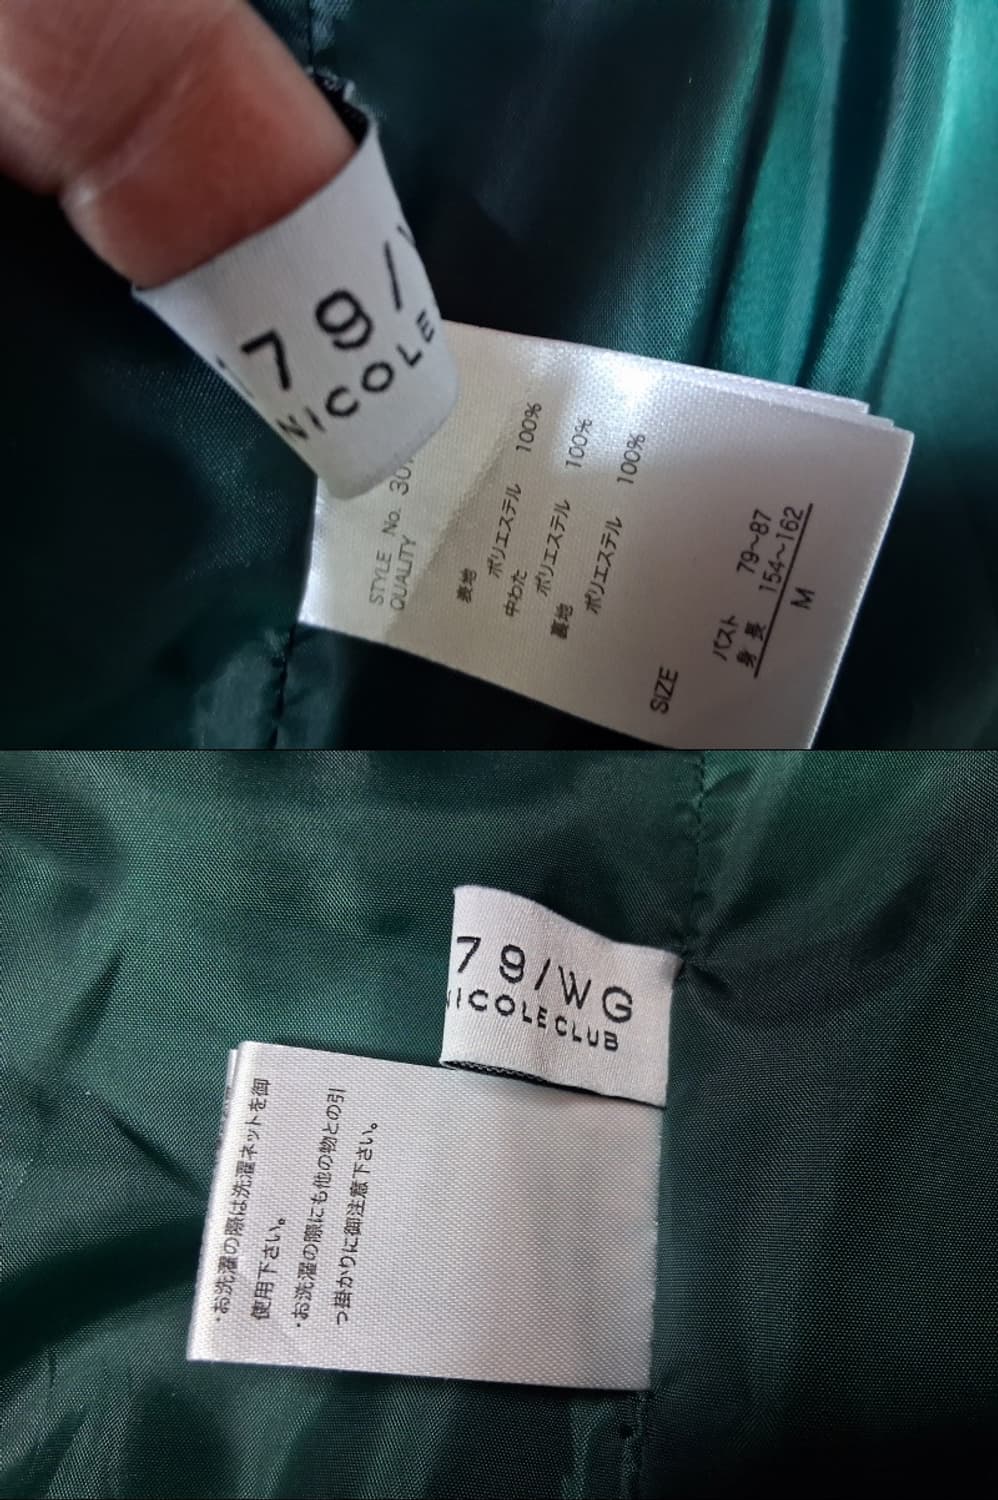 79/
NICOLE
STYLE No. 30
QUALITY
表地
ポリエステル 100%
中わた
ポリエステル 100%
裏地
ポリエステル 100%
SIZE
バスト 79~87
身長 154~162
M
79/WG
NICOLE CLUB
・お洗濯の際は洗濯ネットを御
使用下さい。
・お洗濯の際にも他の物との引
っ掛かりに御注意下さい。